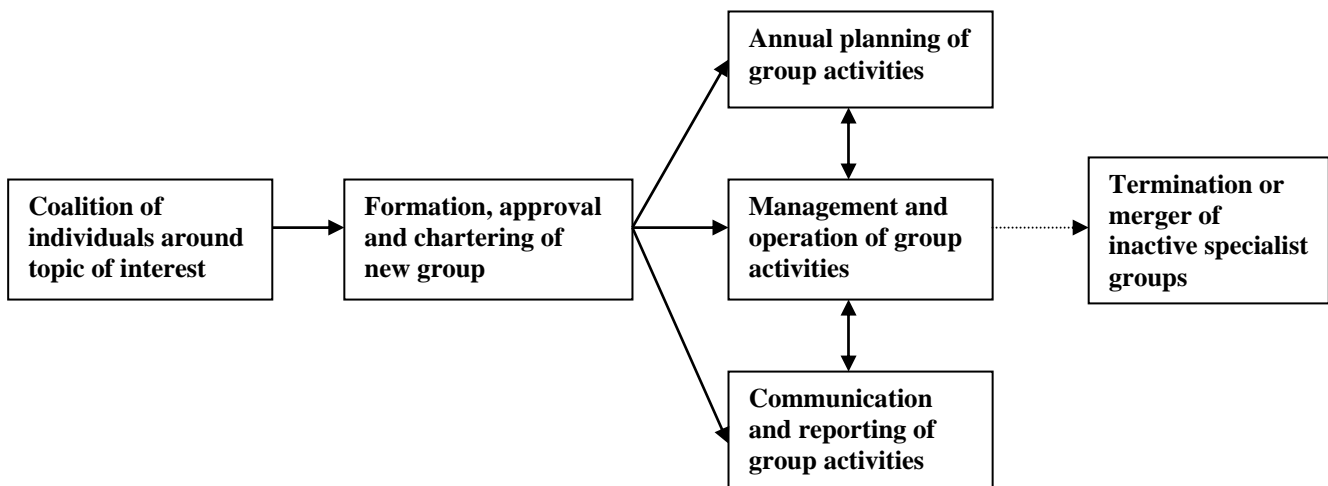 Coalition of
individuals around
topic of interest
Formation, approval
and chartering of
new group
Annual planning of
group activities
Management and
operation of group
activities
Communication
and reporting of
group activities
Termination or
merger of
inactive specialist
groups